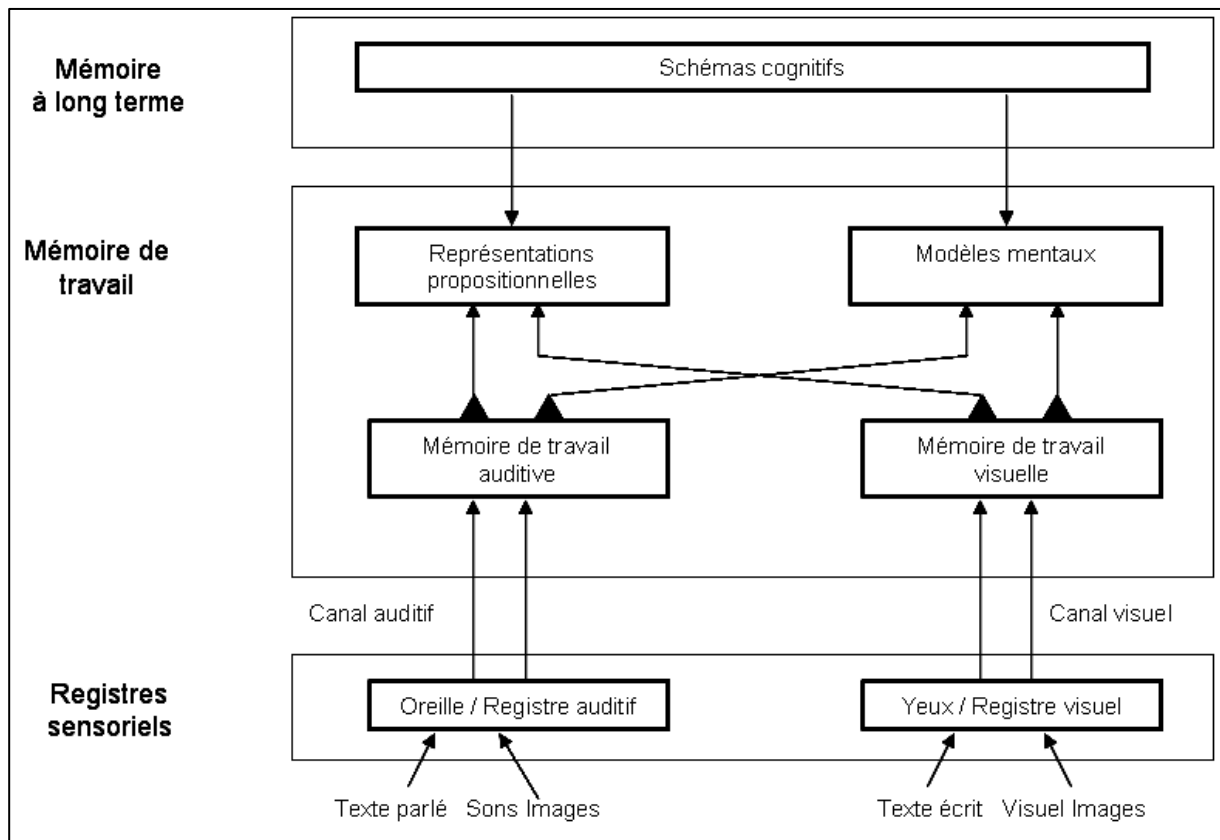 Mémoire
à long terme
Schémas cognitifs
Mémoire de
travail
Représentations
propositionnelles
Modèles mentaux
Mémoire de travail
auditive
Mémoire de travail
visuelle
Canal auditif
Canal visuel
Registres
sensoriels
Oreille / Registre auditif
Yeux / Registre visuel
Texte parlé
Sons Images
Texte écrit
Visuel Images